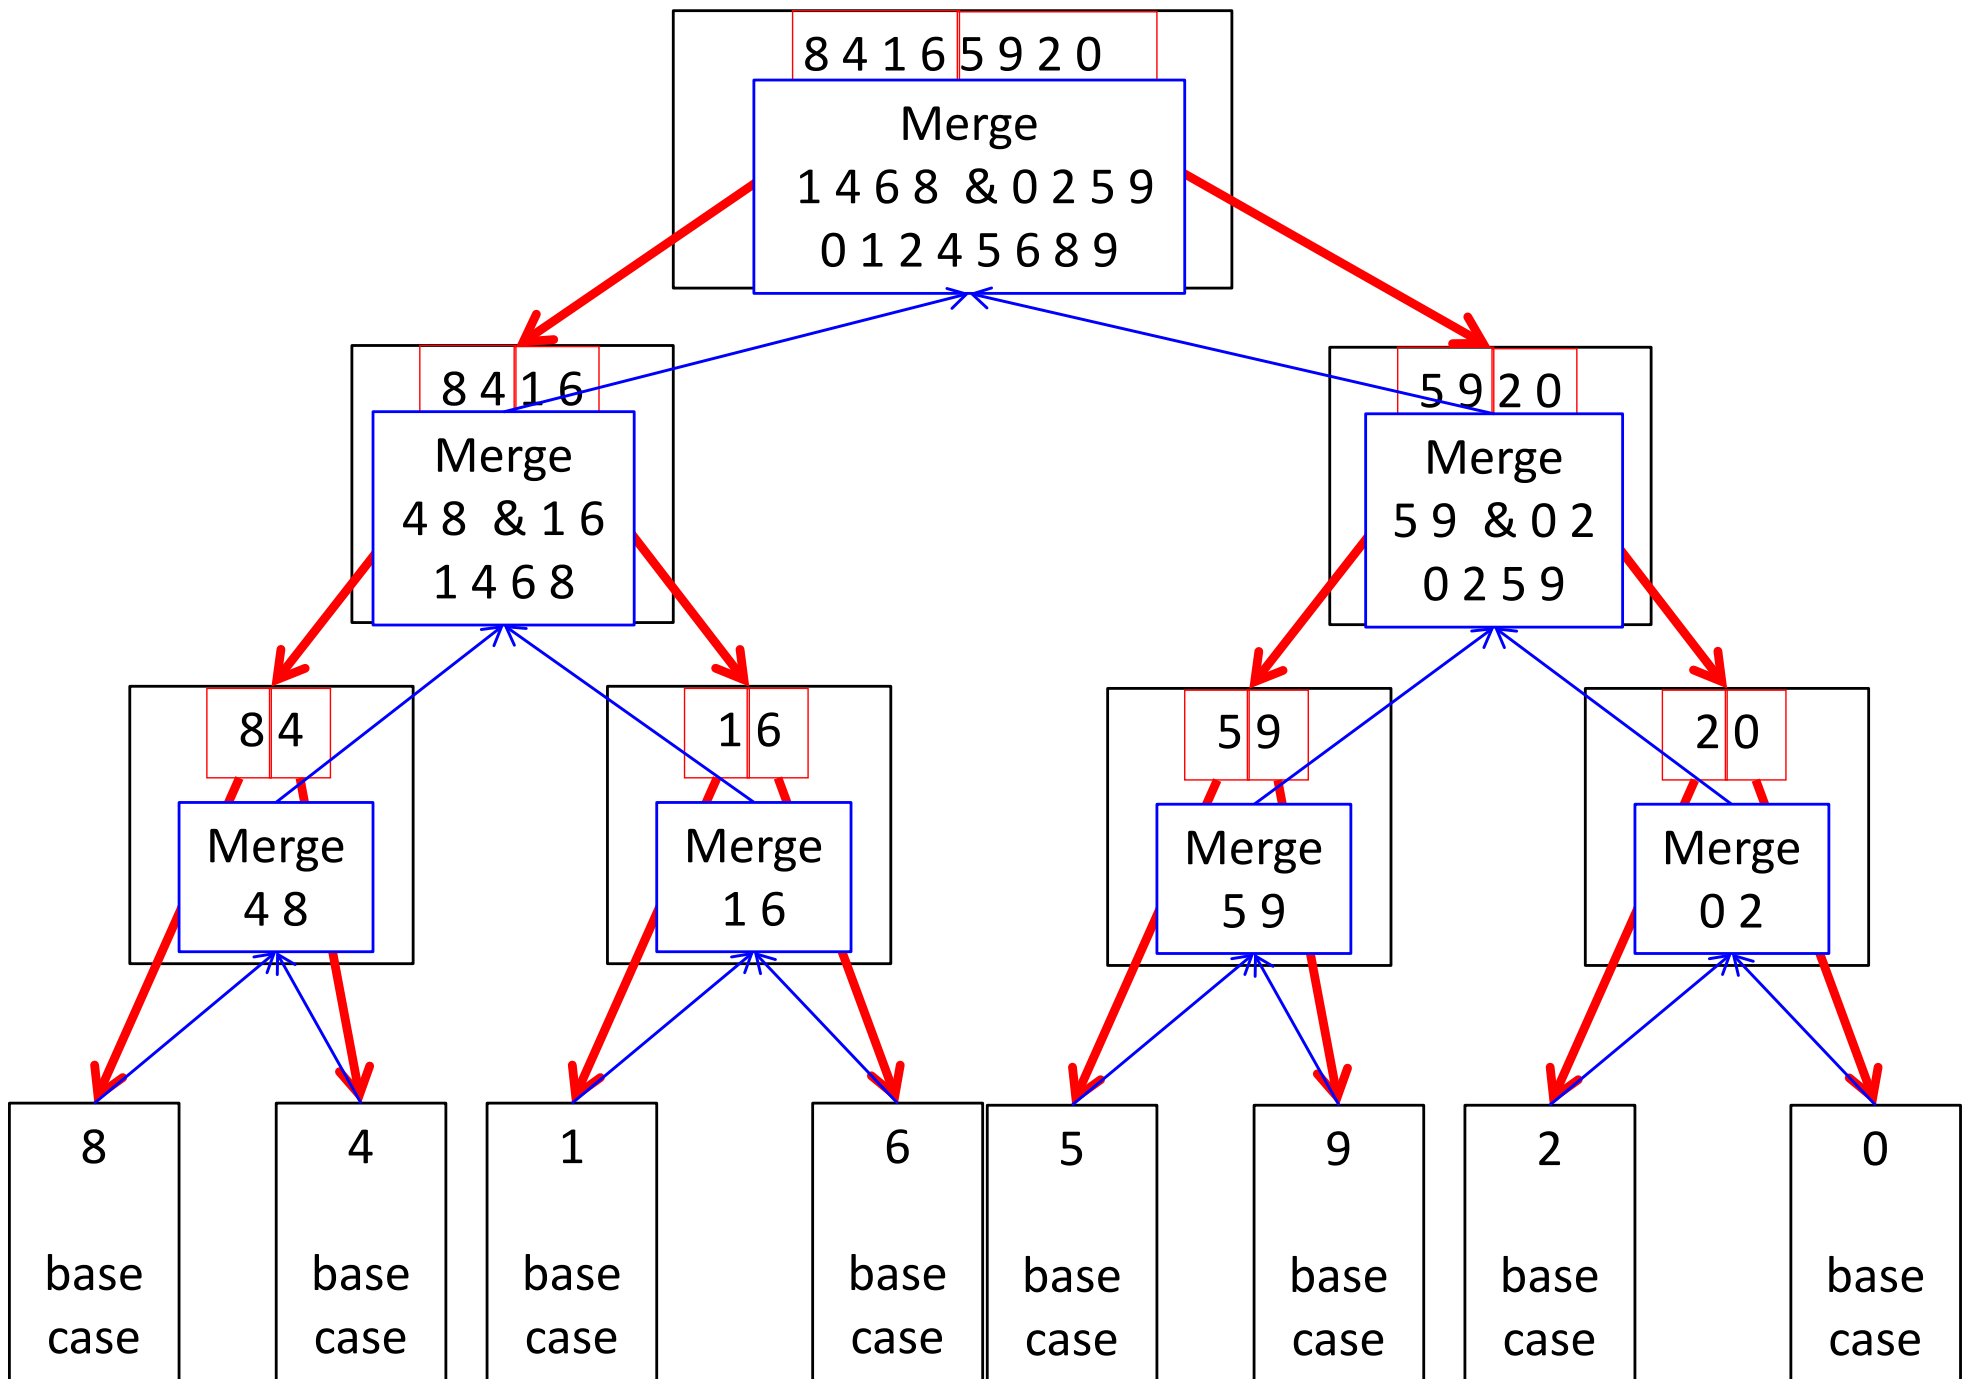 8 4 1 6 5 9 2 0
Merge
1 4 6 8 & 0 2 5 9
0 1 2 4 5 6 8 9
8 4 1 6
Merge
4 8 & 1 6
1 4 6 8
5 9 2 0
Merge
5 9 & 0 2
0 2 5 9
8 4
Merge
4 8
1 6
Merge
1 6
5 9
Merge
5 9
2 0
Merge
0 2
8
base
case
4
base
case
1
base
case
6
base
case
5
base
case
9
base
case
2
base
case
0
base
case